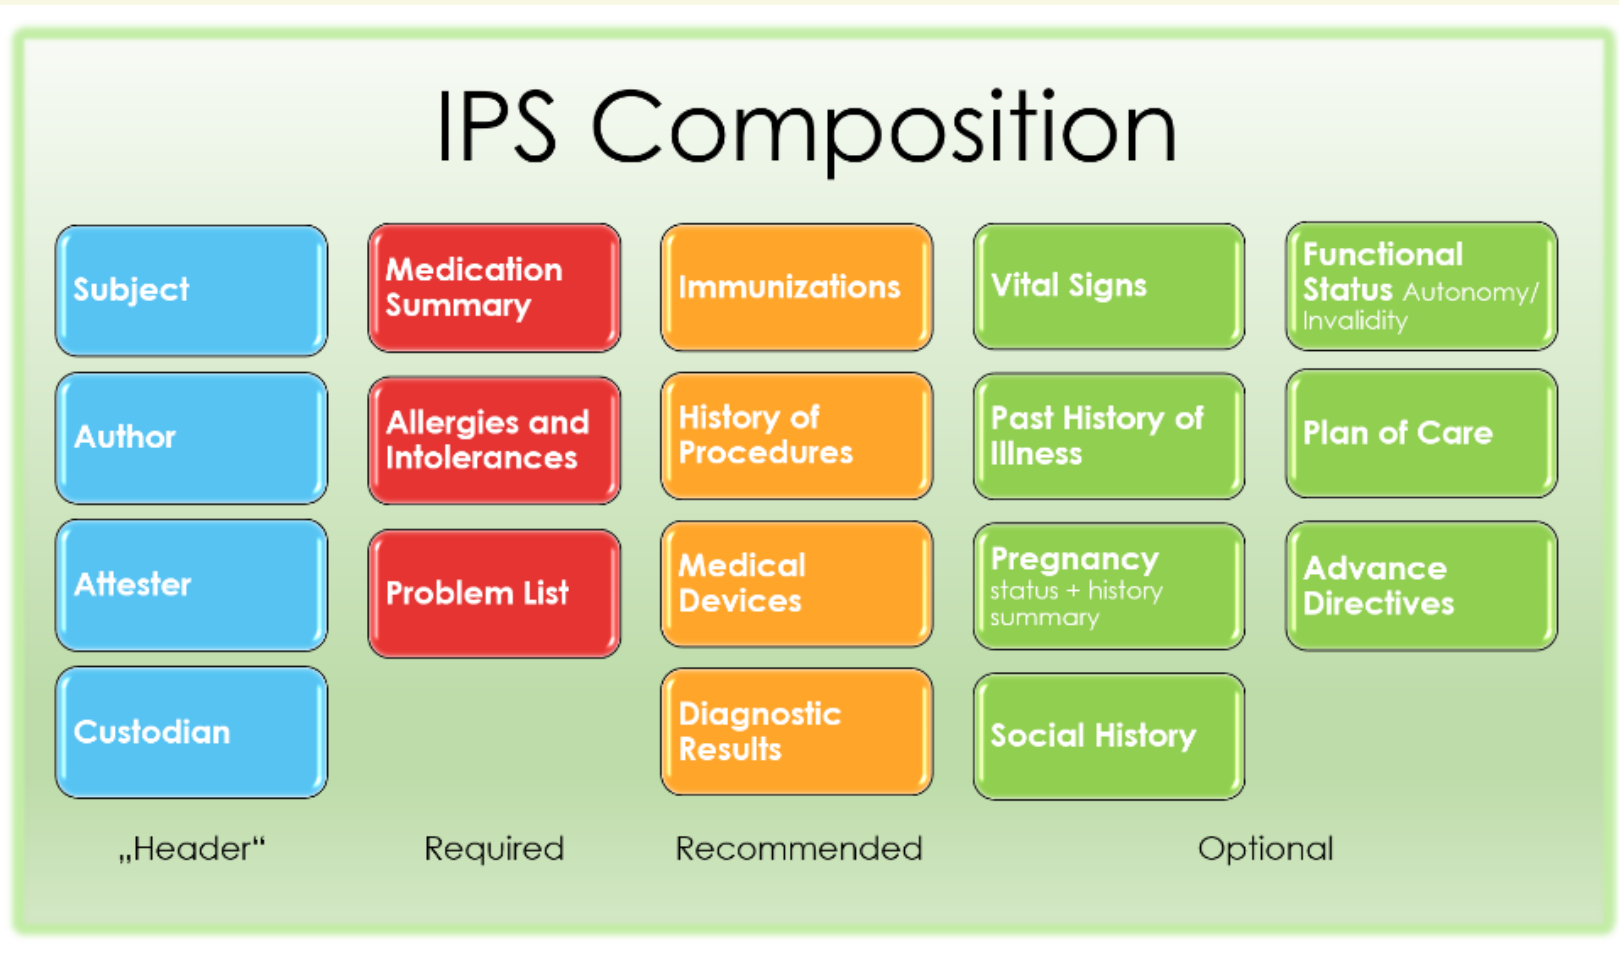 IPS Composition
Subject
Author
Attester
Custodian
„Header“
Medication
Summary
Allergies and
Intolerances
Problem List
Required
Immunizations
History of
Procedures
Medical
Devices
Diagnostic
Results
Recommended
Vital Signs
Past History of
Illness
Pregnancy
status + history
summary
Social History
Functional
Status Autonomy/
Invalidity
Plan of Care
Advance
Directives
Optional